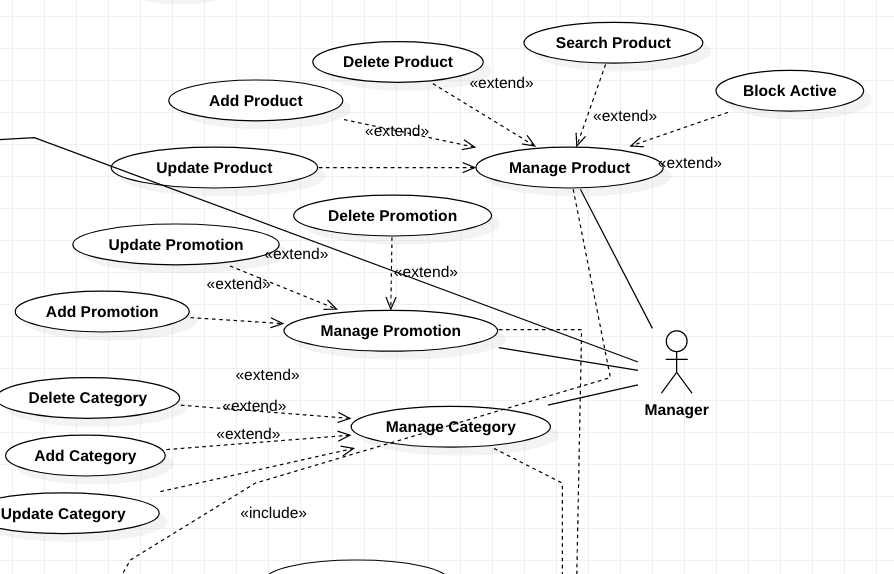 Search Product
Delete Product
«extend»
Block Active
Add Product
«extend»
«extend»
Update Product
Manage Product
«extend»
Delete Promotion
Update Promotion
«extend»
«extend»
«extend»
Add Promotion
Manage Promotion
«extend»
Delete Category
«extend»
Manager
Manage Category
«extend»
Add Category
Update Category
«include»